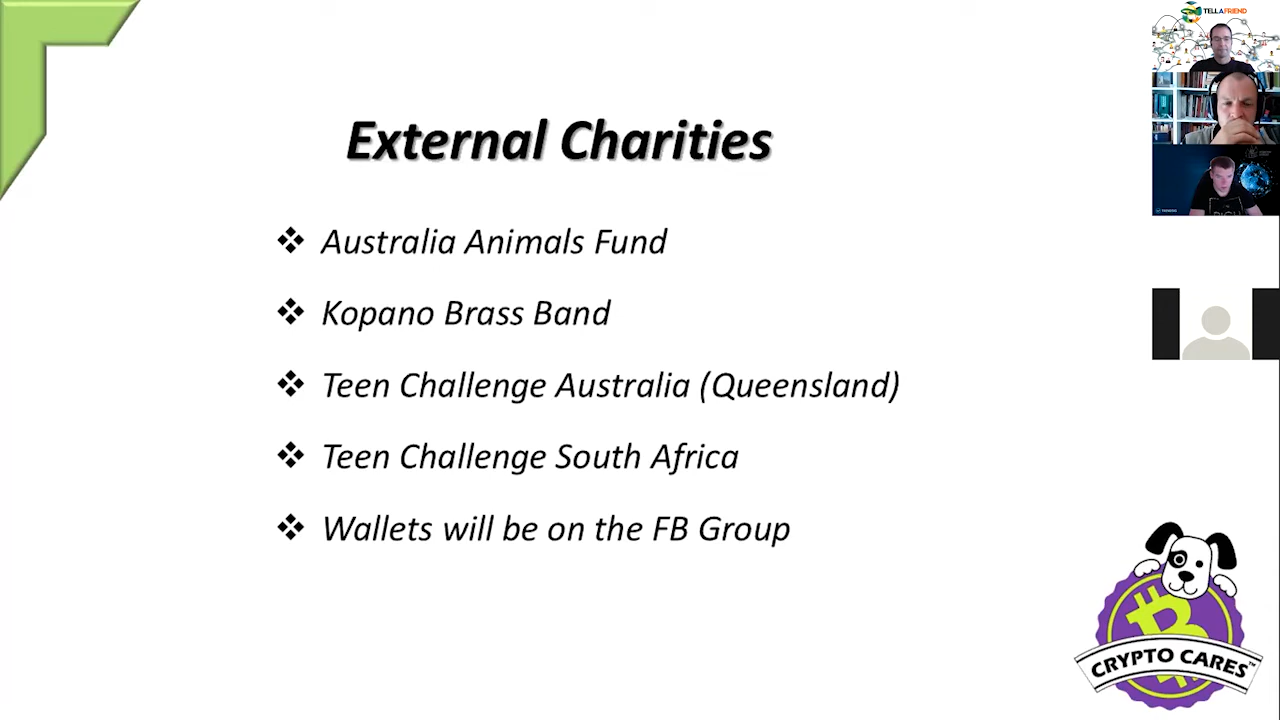 TELLAFRIEND
External Charities
❖ Australia Animals Fund
❖ Kopano Brass Band
❖ Teen Challenge Australia (Queensland)
❖ Teen Challenge South Africa
❖ Wallets will be on the FB Group
CRYPTO CARES™